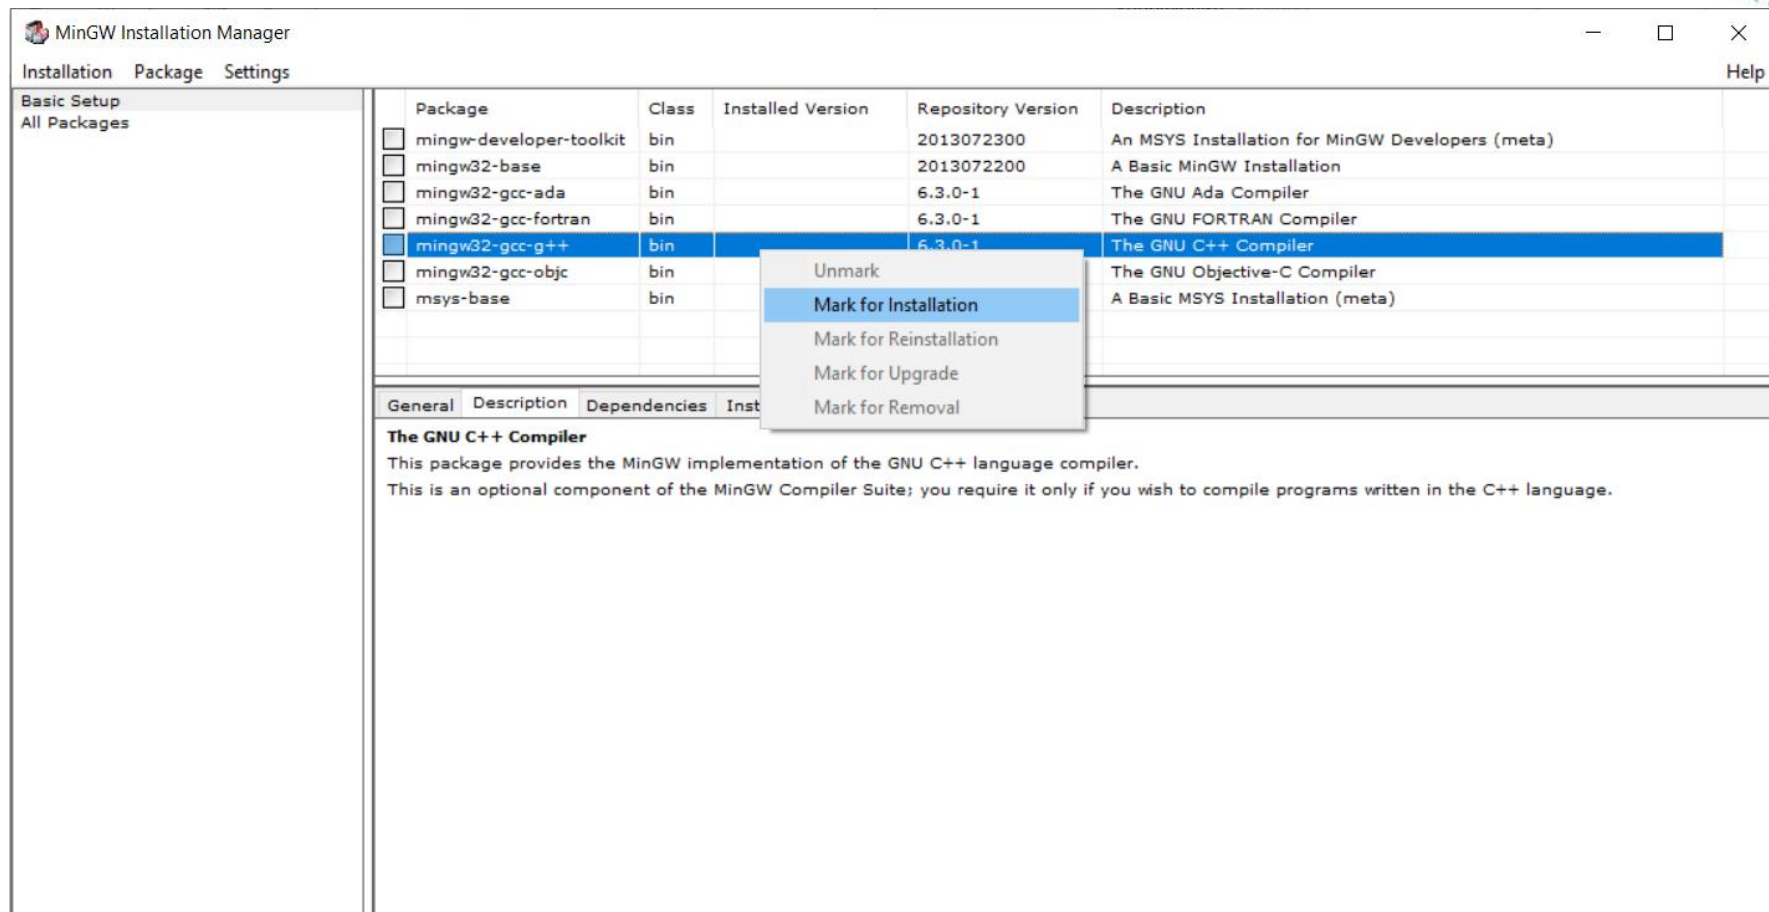 MinGW Installation Manager
Installation Package Settings Help
Basic Setup
All Packages
Package Class Installed Version Repository Version Description
mingw-developer-toolkit bin 2013072300 An MSYS Installation for MinGW Developers (meta)
mingw32-base bin 2013072200 A Basic MinGW Installation
mingw32-gcc-ada bin 6.3.0-1 The GNU Ada Compiler
mingw32-gcc-fortran bin 6.3.0-1 The GNU FORTRAN Compiler
mingw32-gcc-g++ bin 6.3.0-1 The GNU C++ Compiler
mingw32-gcc-objc bin The GNU Objective-C Compiler
msys-base bin A Basic MSYS Installation (meta)
Unmark
Mark for Installation
Mark for Reinstallation
Mark for Upgrade
Mark for Removal
General Description Dependencies Inst
The GNU C++ Compiler
This package provides the MinGW implementation of the GNU C++ language compiler.
This is an optional component of the MinGW Compiler Suite; you require it only if you wish to compile programs written in the C++ language.